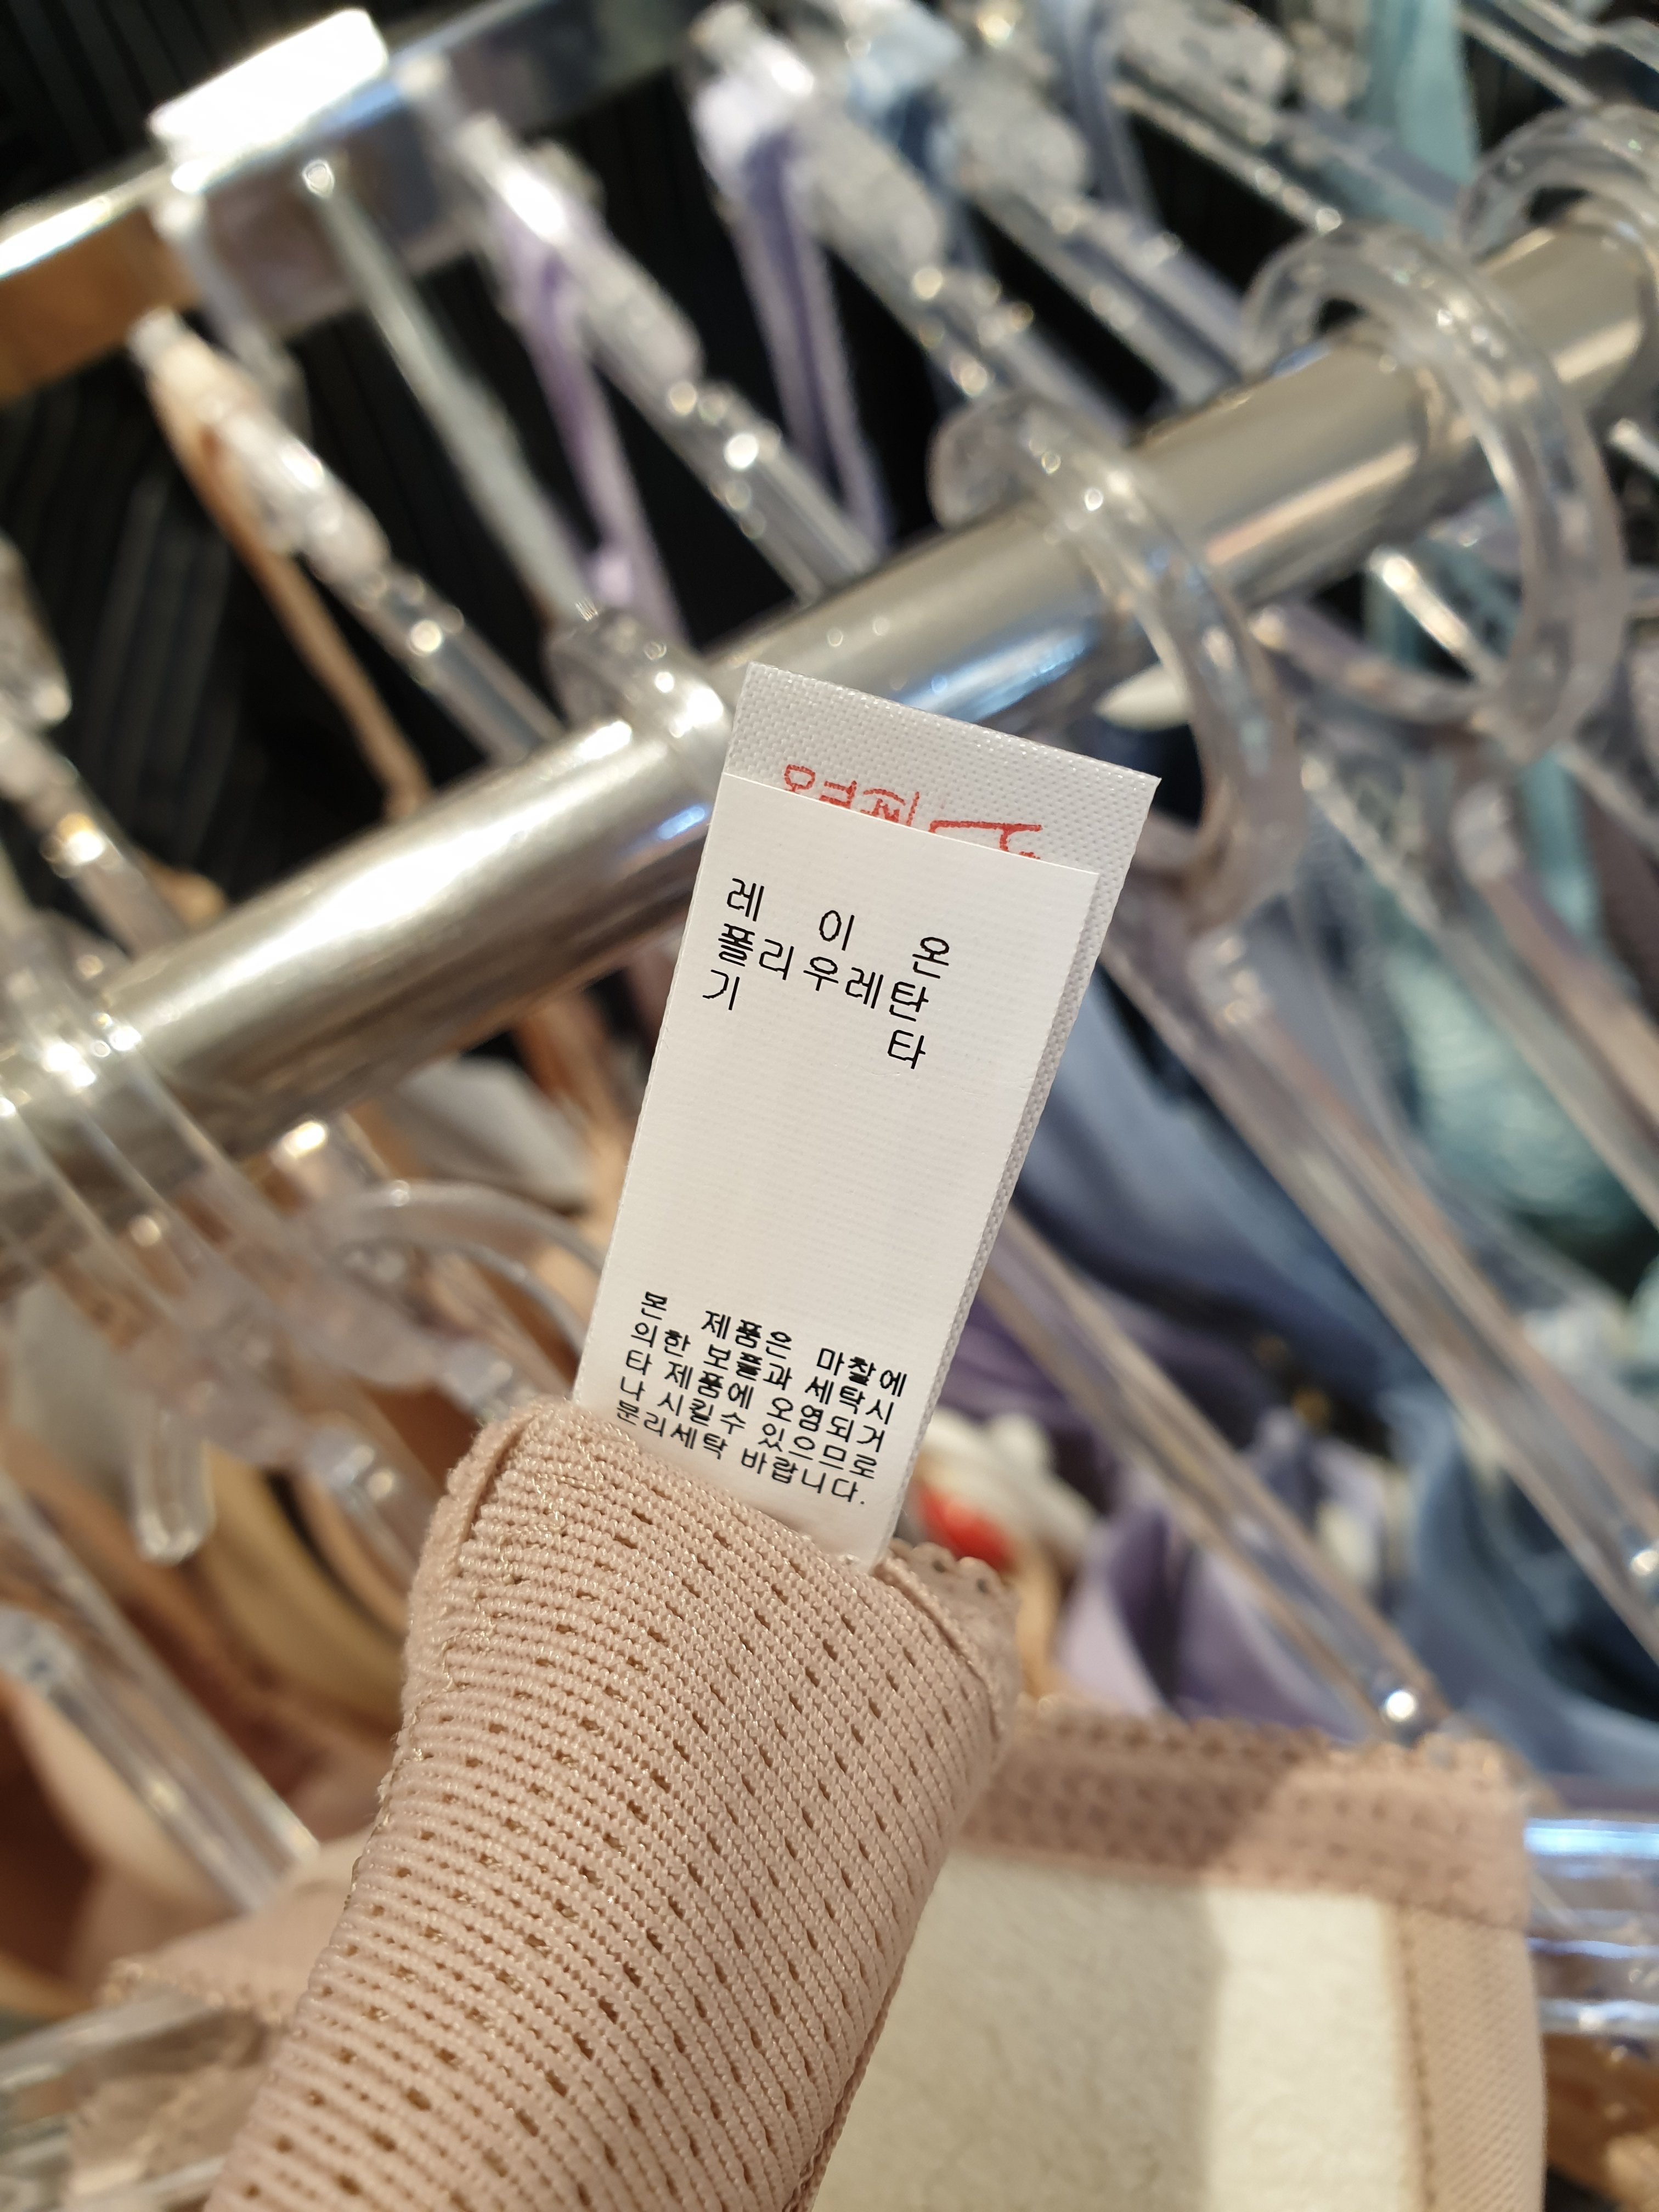 레 이 온
폴리우레탄
기 타
본 제품은 마찰에
의한 보풀과 세탁시
타 제품에 오염되거
나 시킬수 있으므로
분리세탁 바랍니다.